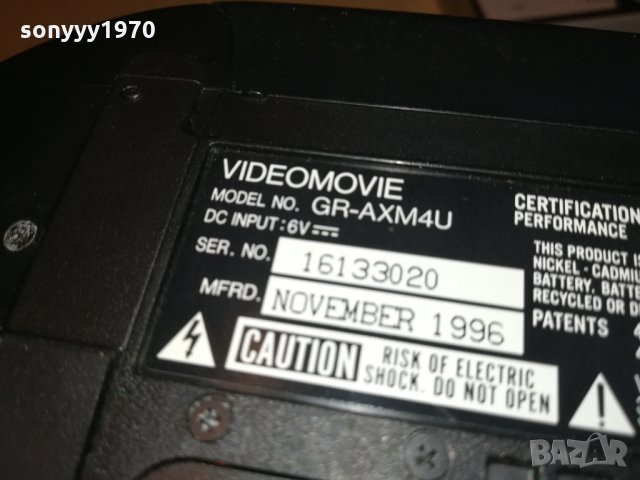 sonyyy1970
VIDEOMOVIE
MODEL NO. GR-AXM4U
DC INPUT:6V
SER. NO. 16133020
MFRD. NOVEMBER 1996
CAUTION RISK OF ELECTRIC
SHOCK. DO NOT OPEN
CERTIFICATION
PERFORMANCE
THIS PRODUCT IS
NICKEL-CADMI
BATTERY. BATTE
RECYCLED OR D
PATENTS
BAZAR